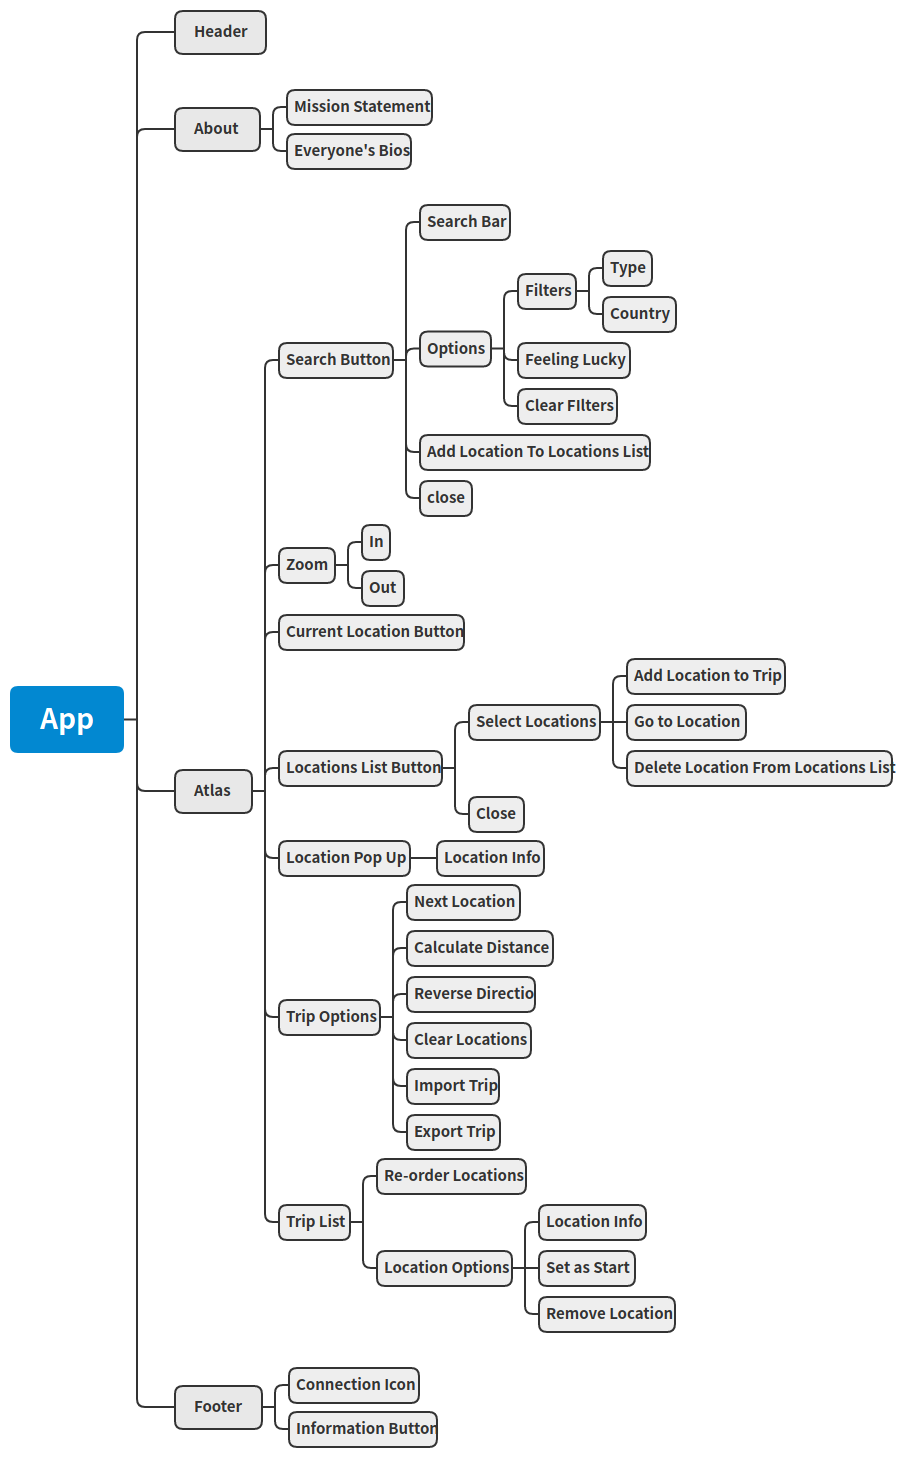 Header
About
Mission Statement
Everyone's Bios
Search Bar
Type
Filters
Country
Options
Search Button
Feeling Lucky
Clear FIlters
Add Location To Locations List
close
In
Zoom
Out
Current Location Button
Add Location to Trip
App
Select Locations
Go to Location
Locations List Button
Delete Location From Locations List
Atlas
Close
Location Pop Up
Location Info
Next Location
Calculate Distance
Reverse Directio
Trip Options
Clear Locations
Import Trip
Export Trip
Re-order Locations
Trip List
Location Info
Location Options
Set as Start
Remove Location
Connection Icon
Footer
Information Button